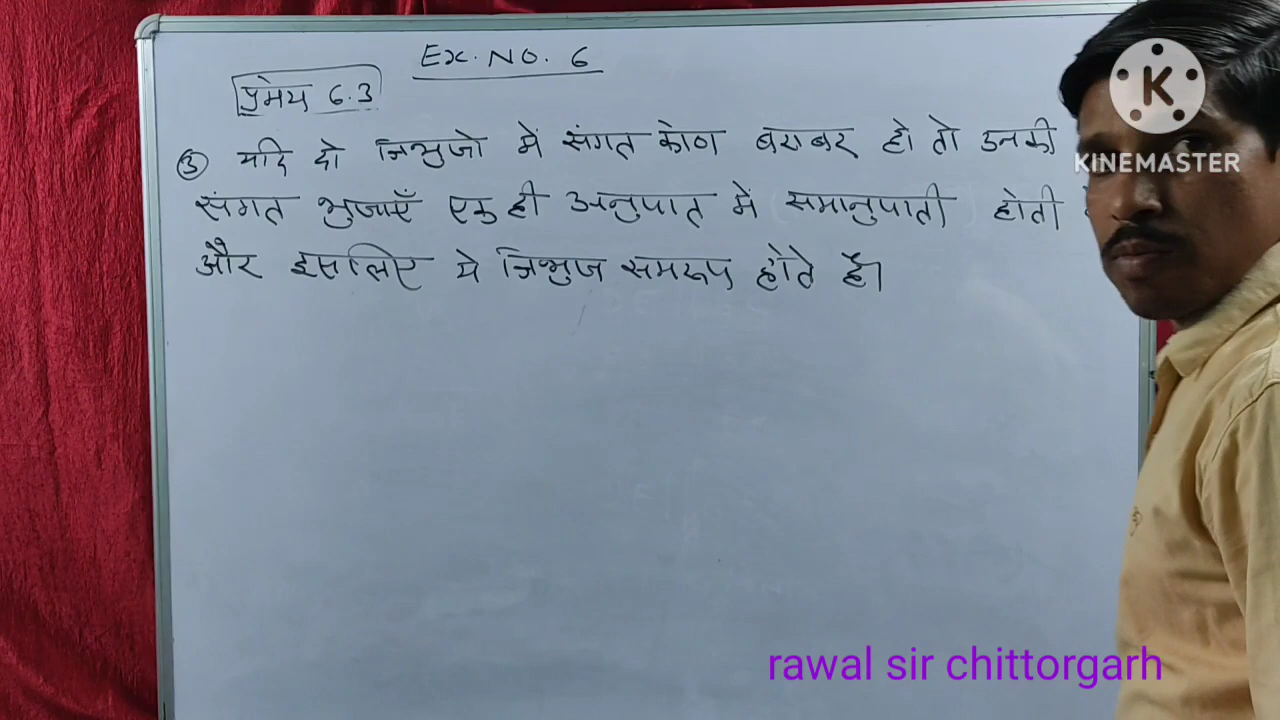 Ex. NO. 6
प्रमेय 6.3
③ यदि दो त्रिभुजो में संगत कोण बराबर हो तो उनकी
संगत भुजाएँ एक ही अनुपात में समानुपाती होती
और इसलिए ये त्रिभुज समरूप होते हैं।
K
KINEMASTER
rawal sir chittorgarh